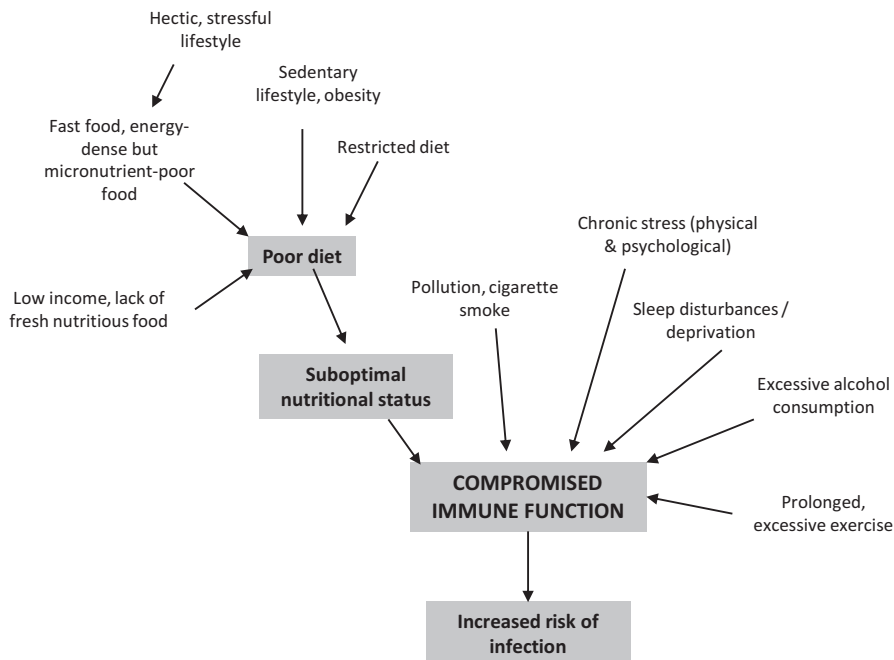 Hectic, stressful
lifestyle
Sedentary
lifestyle, obesity
Fast food, energy-
dense but
micronutrient-poor
food
Restricted diet
Poor diet
Chronic stress (physical
& psychological)
Low income, lack of
fresh nutritious food
Pollution, cigarette
smoke
Sleep disturbances /
deprivation
Suboptimal
nutritional status
Excessive alcohol
consumption
COMPROMISED
IMMUNE FUNCTION
Prolonged,
excessive exercise
Increased risk of
infection